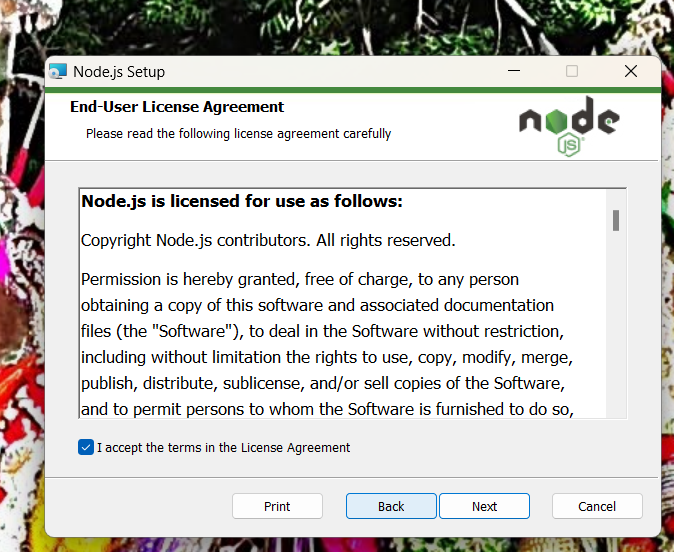 Node.js Setup
End-User License Agreement
Please read the following license agreement carefully
node
JS
Node.js is licensed for use as follows:
Copyright Node.js contributors. All rights reserved.
Permission is hereby granted, free of charge, to any person
obtaining a copy of this software and associated documentation
files (the "Software"), to deal in the Software without restriction,
including without limitation the rights to use, copy, modify, merge,
publish, distribute, sublicense, and/or sell copies of the Software,
and to permit persons to whom the Software is furnished to do so,
I accept the terms in the License Agreement
Print Back Next Cancel